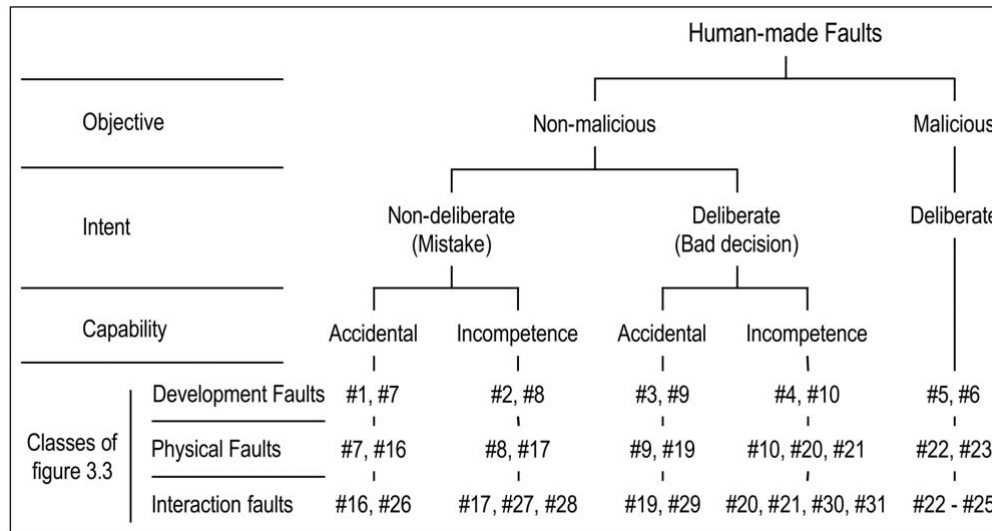 Human-made Faults
Objective Non-malicious Malicious
Intent Non-deliberate (Mistake) Deliberate (Bad decision) Deliberate
Capability Accidental Incompetence Accidental Incompetence
Classes of figure 3.3
Development Faults #1, #7 #2, #8 #3, #9 #4, #10 #5, #6
Physical Faults #7, #16 #8, #17 #9, #19 #10, #20, #21 #22, #23
Interaction faults #16, #26 #17, #27, #28 #19, #29 #20, #21, #30, #31 #22 - #25